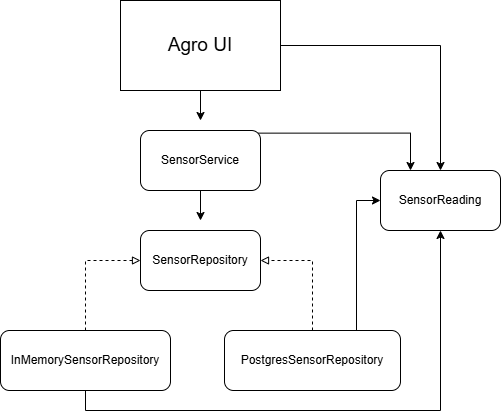 Agro UI
SensorService
SensorReading
SensorRepository
InMemorySensorRepository
PostgresSensorRepository